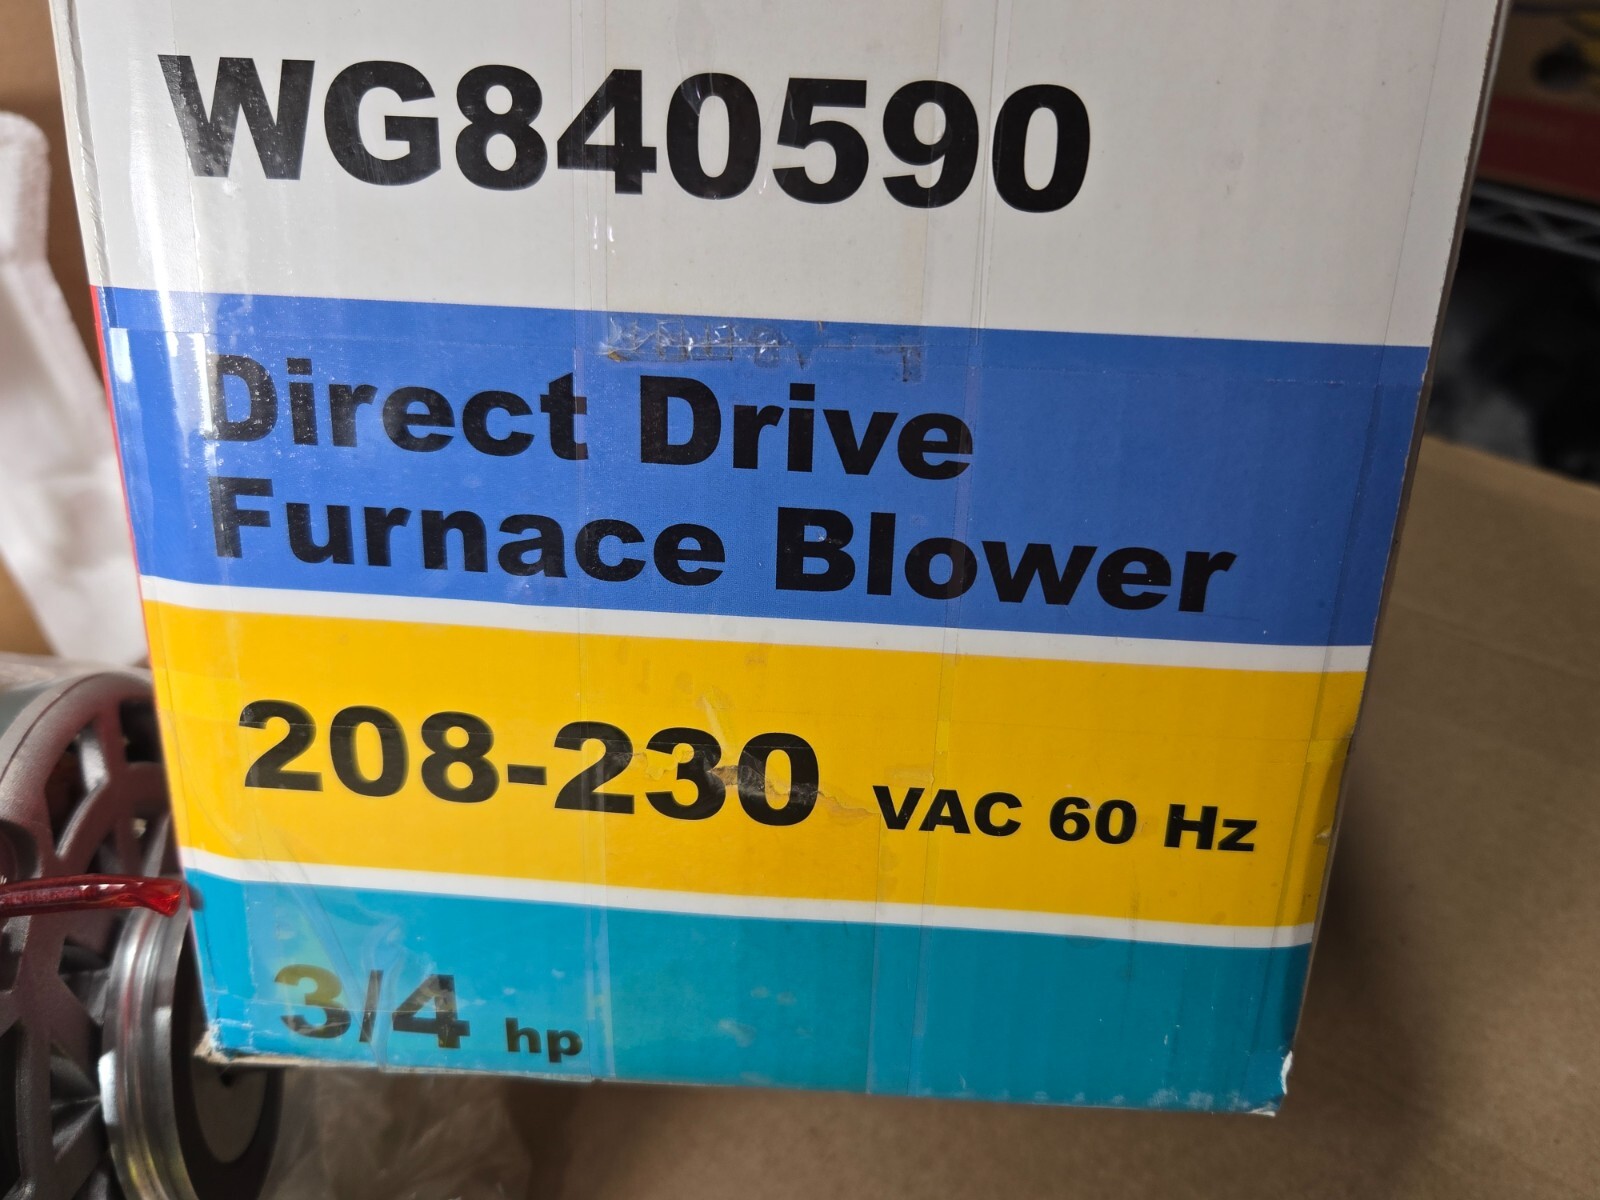 WG840590
Direct Drive
Furnace Blower
208-230 VAC 60 Hz
3/4 hp